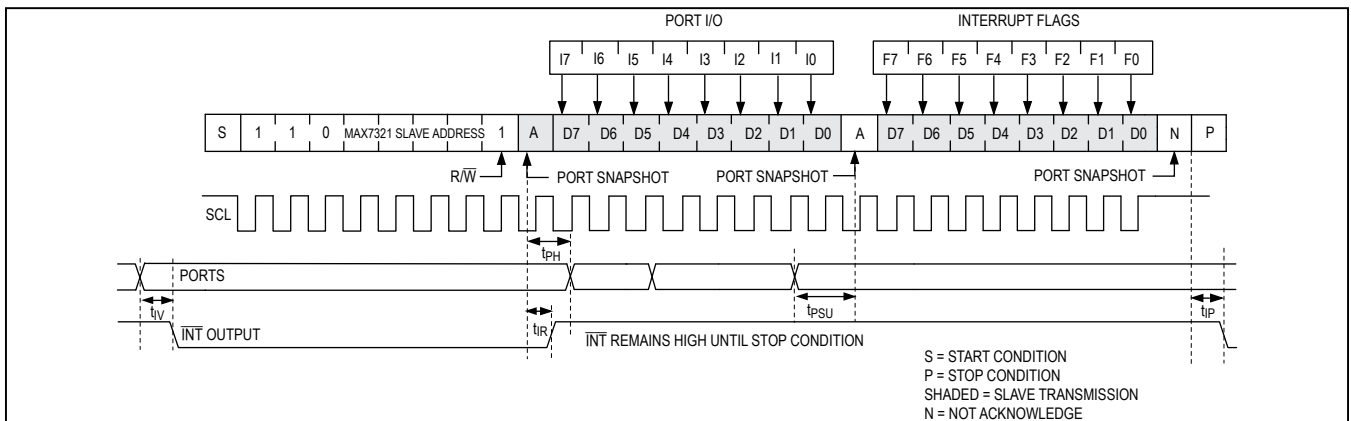 PORT I/O INTERRUPT FLAGS
I7 I6 I5 I4 I3 I2 I1 I0 F7 F6 F5 F4 F3 F2 F1 F0
S 1 1 0 MAX7321 SLAVE ADDRESS 1 A D7 D6 D5 D4 D3 D2 D1 D0 A D7 D6 D5 D4 D3 D2 D1 D0 N P
R/W̅ PORT SNAPSHOT PORT SNAPSHOT PORT SNAPSHOT
SCL
tPH
PORTS
tIV tIR tPSU tIP
I̅N̅T̅ OUTPUT I̅N̅T̅ REMAINS HIGH UNTIL STOP CONDITION
S = START CONDITION
P = STOP CONDITION
SHADED = SLAVE TRANSMISSION
N = NOT ACKNOWLEDGE